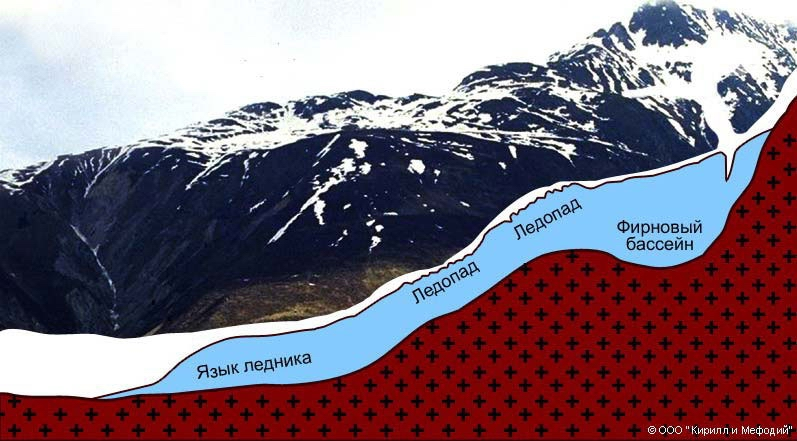 Ледопад
Фирновый
бассейн
Ледопад
Язык ледника
© ООО "Кирилл и Мефодий"